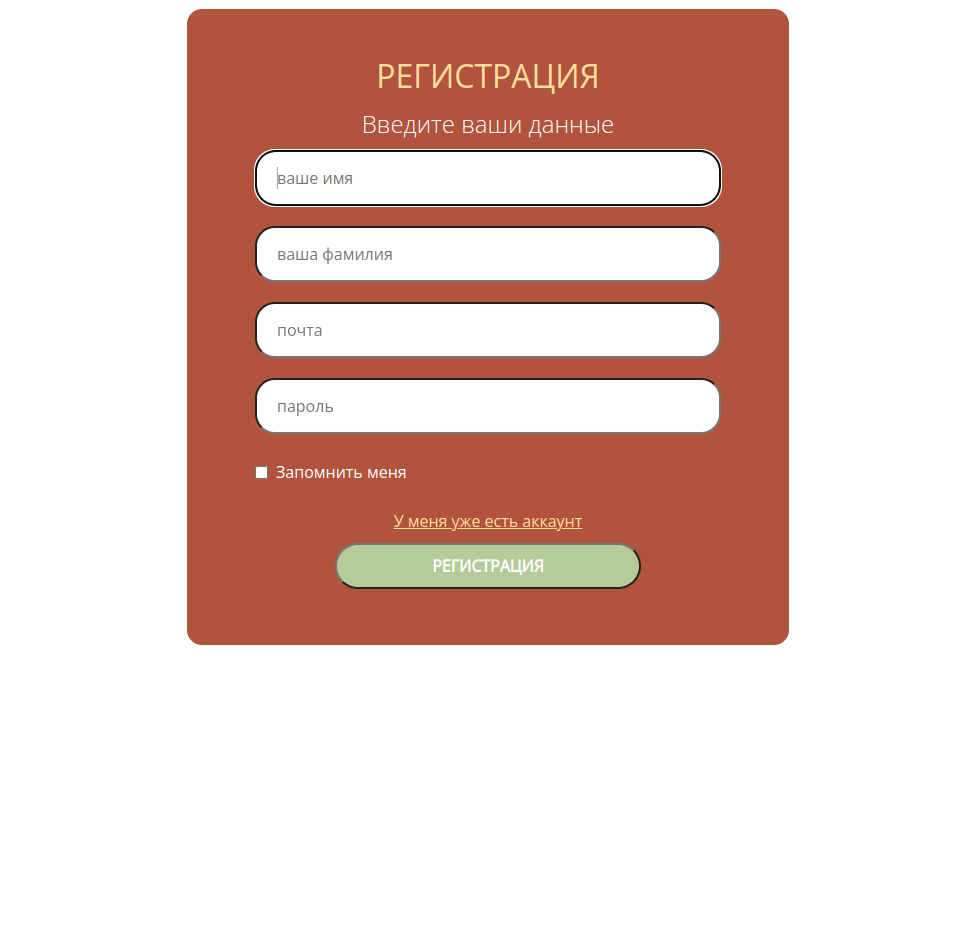 РЕГИСТРАЦИЯ
Введите ваши данные
ваше имя
ваша фамилия
почта
пароль
Запомнить меня
У меня уже есть аккаунт
РЕГИСТРАЦИЯ